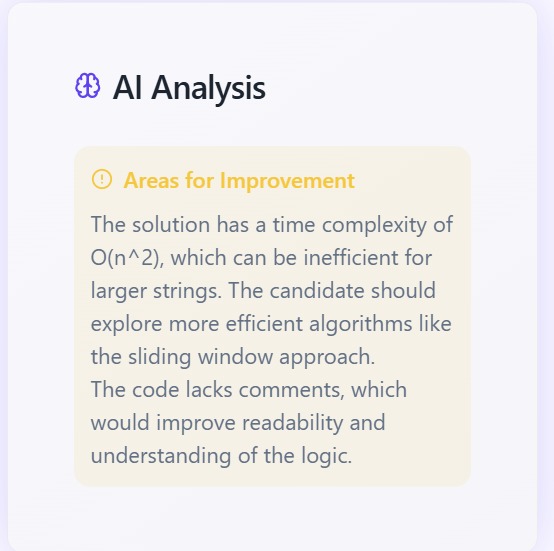 AI Analysis
Areas for Improvement
The solution has a time complexity of
O(n^2), which can be inefficient for
larger strings. The candidate should
explore more efficient algorithms like
the sliding window approach.
The code lacks comments, which
would improve readability and
understanding of the logic.